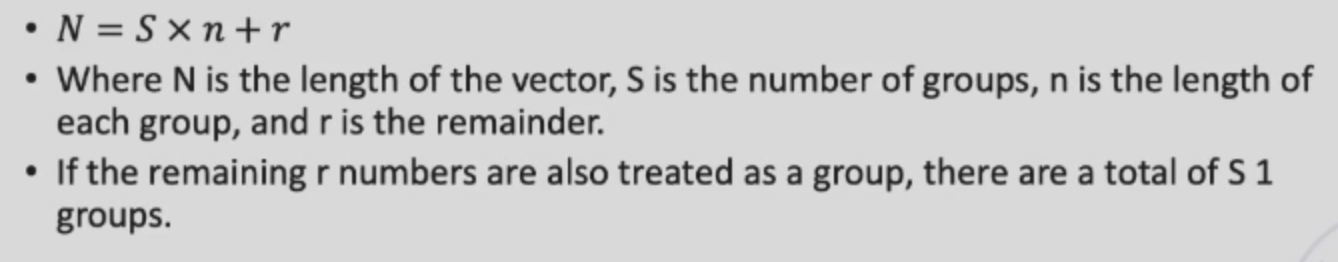 • N = S × n + r
• Where N is the length of the vector, S is the number of groups, n is the length of
each group, and r is the remainder.
• If the remaining r numbers are also treated as a group, there are a total of S 1
groups.